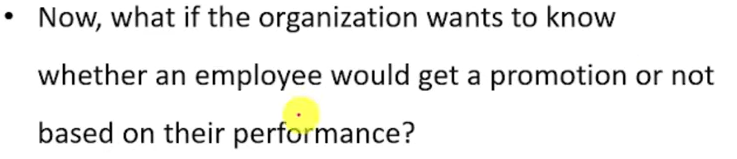 • Now, what if the organization wants to know
whether an employee would get a promotion or not
based on their performance?